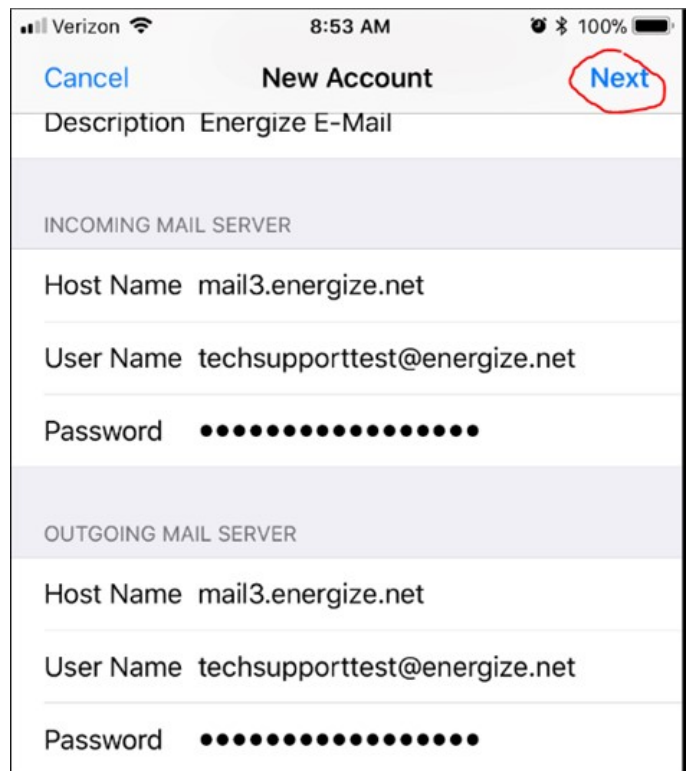 Verizon 8:53 AM 100%
Cancel New Account Next
Description Energize E-Mail
INCOMING MAIL SERVER
Host Name mail3.energize.net
User Name techsupporttest@energize.net
Password ●●●●●●●●●●●●●●●●●
OUTGOING MAIL SERVER
Host Name mail3.energize.net
User Name techsupporttest@energize.net
Password ●●●●●●●●●●●●●●●●●